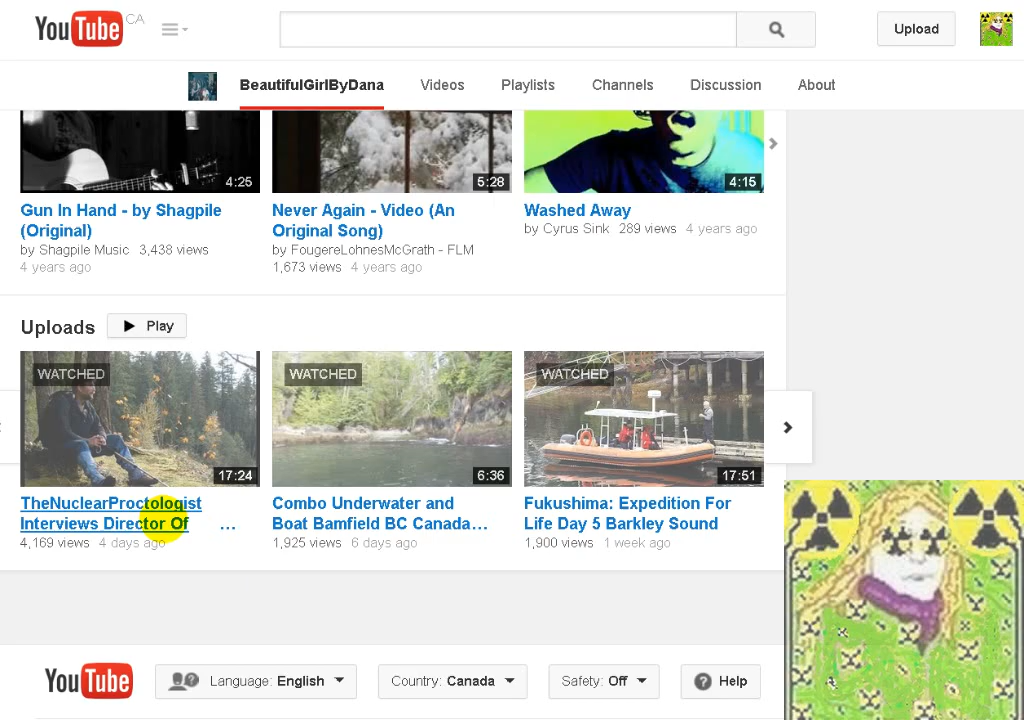 YouTube CA
Upload
BeautifulGirlByDana Videos Playlists Channels Discussion About
4:25
5:28
4:15
Gun In Hand - by Shagpile
(Original)
by Shagpile Music 3,438 views
4 years ago
Never Again - Video (An
Original Song)
by FougereLohnesMcGrath - FLM
1,673 views 4 years ago
Washed Away
by Cyrus Sink 289 views 4 years ago
Uploads Play
WATCHED
17:24
WATCHED
6:36
WATCHED
17:51
TheNuclearProctologist
Interviews Director Of ...
4,169 views 4 days ago
Combo Underwater and
Boat Bamfield BC Canada...
1,925 views 6 days ago
Fukushima: Expedition For
Life Day 5 Barkley Sound
1,900 views 1 week ago
YouTube Language: English Country: Canada Safety: Off Help